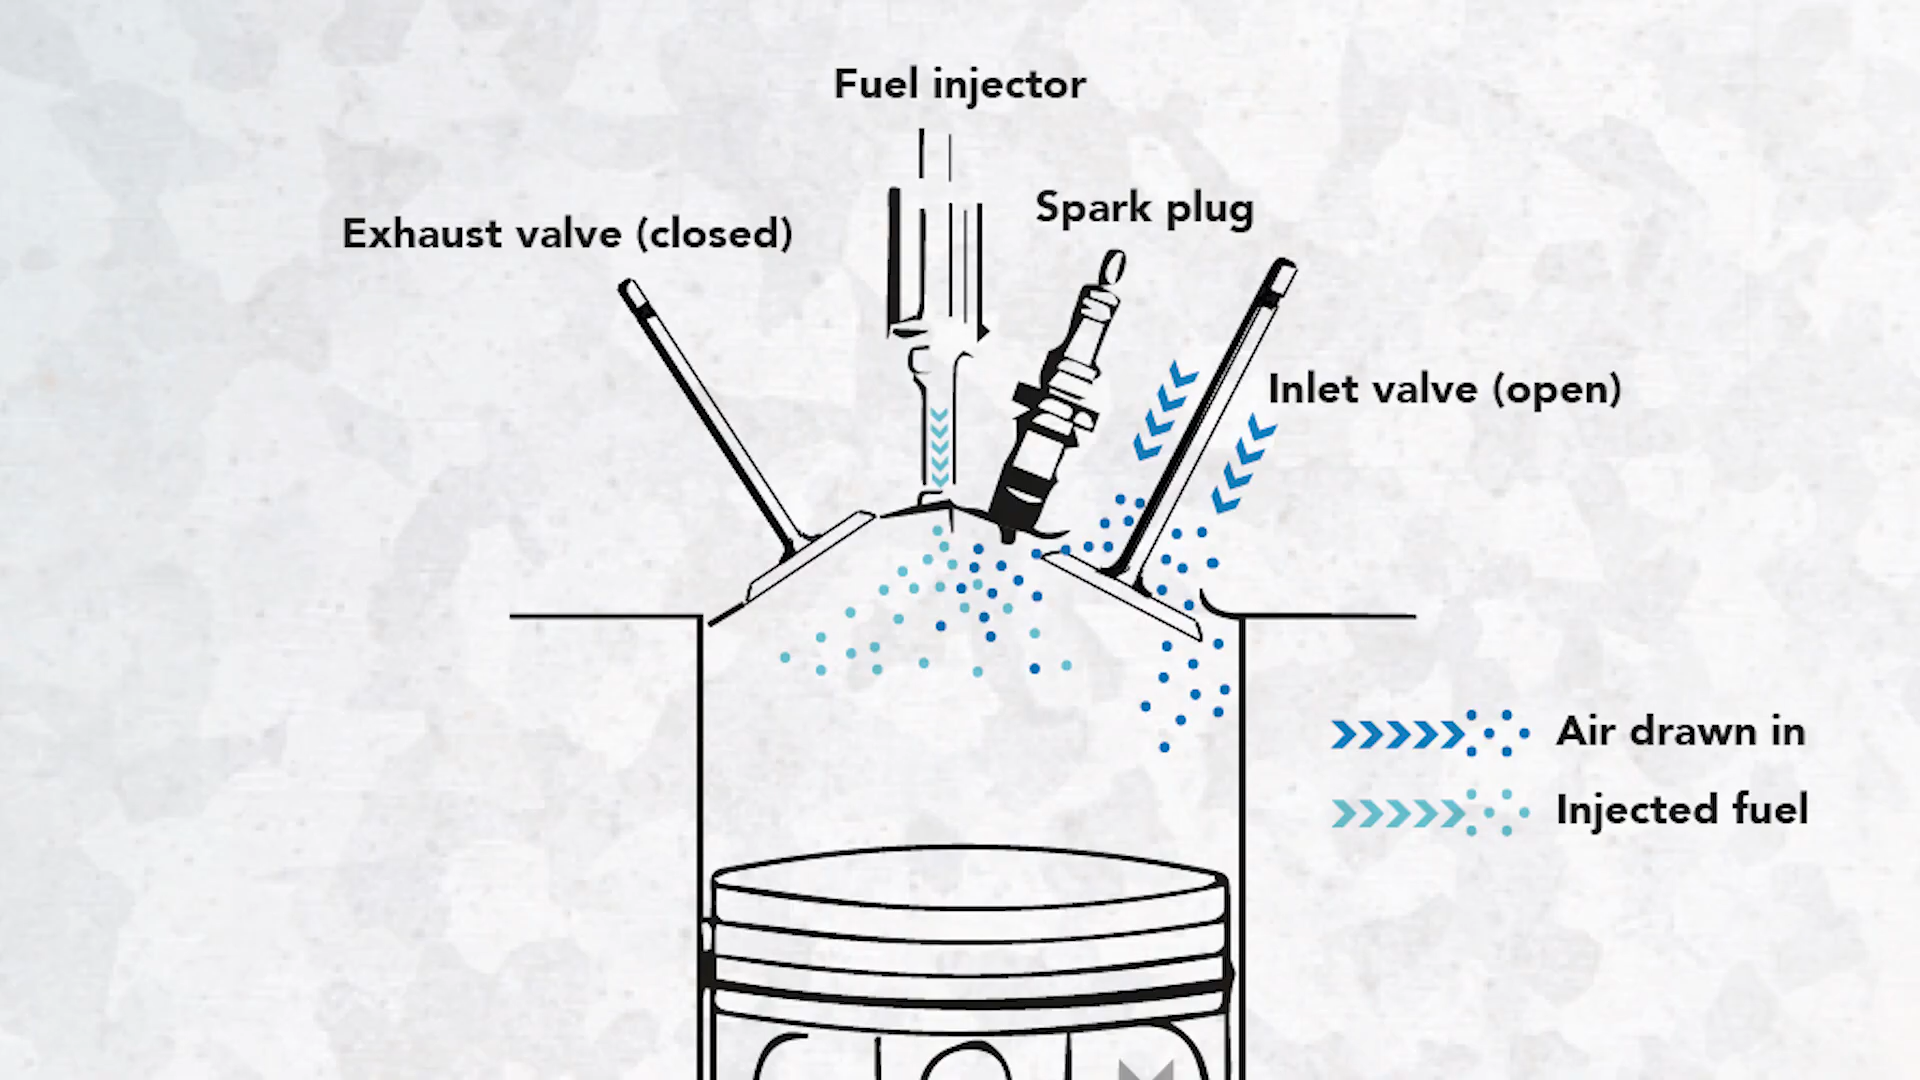 Fuel injector
Spark plug
Exhaust valve (closed)
Inlet valve (open)
Air drawn in
Injected fuel